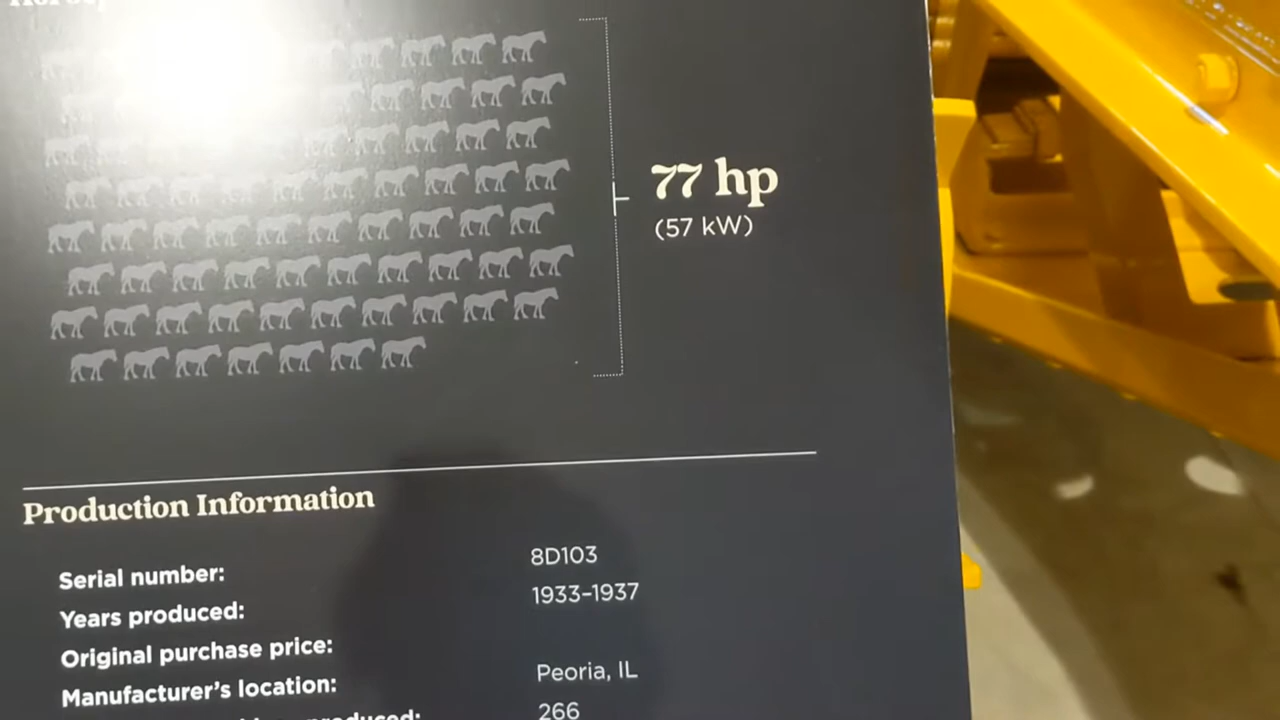 77 hp
(57 kW)
Production Information
Serial number: 8D103
Years produced: 1933–1937
Original purchase price:
Manufacturer's location: Peoria, IL
produced: 266